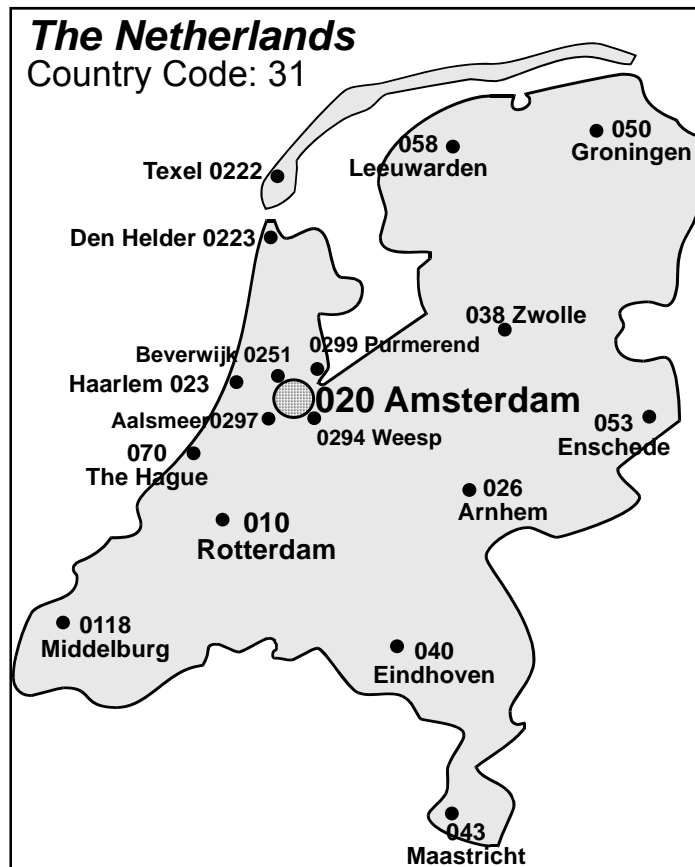 The Netherlands
Country Code: 31
058
Leeuwarden
050
Groningen
Texel 0222
Den Helder 0223
038 Zwolle
Beverwijk 0251
0299 Purmerend
Haarlem 023
020 Amsterdam
Aalsmeer0297
0294 Weesp
053
Enschede
070
The Hague
026
Arnhem
010
Rotterdam
0118
Middelburg
040
Eindhoven
043
Maastricht